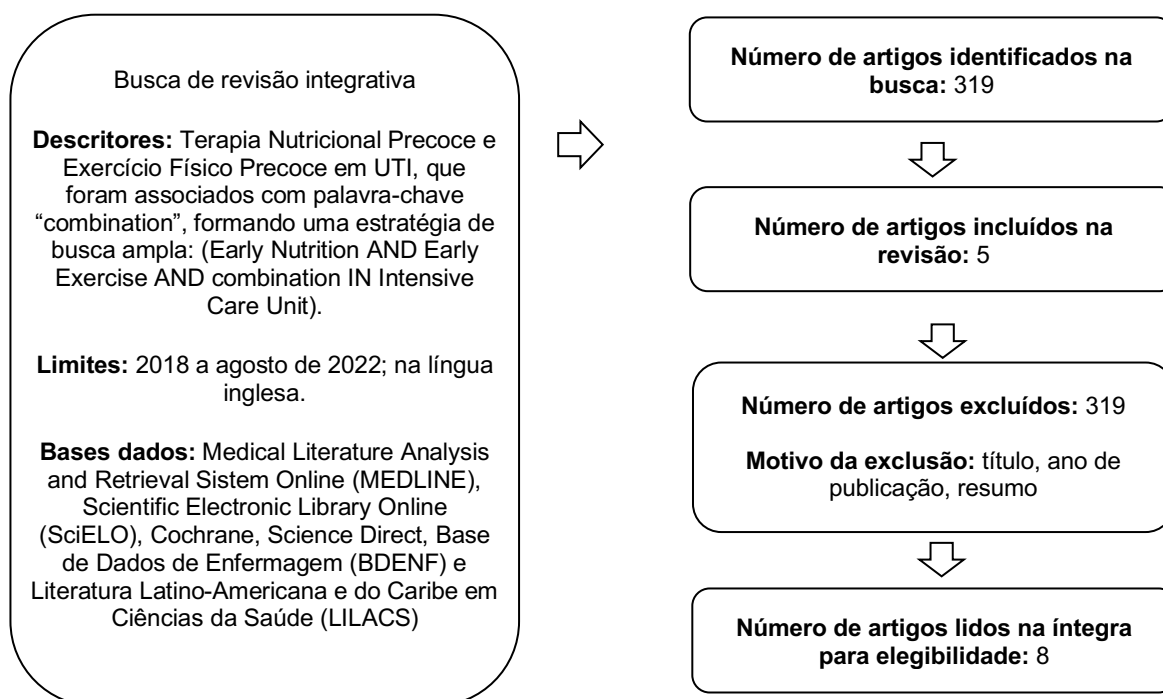 Busca de revisão integrativa
Descritores: Terapia Nutricional Precoce e
Exercício Físico Precoce em UTI, que
foram associados com palavra-chave
“combination”, formando uma estratégia de
busca ampla: (Early Nutrition AND Early
Exercise AND combination IN Intensive
Care Unit).
Limites: 2018 a agosto de 2022; na língua
inglesa.
Bases dados: Medical Literature Analysis
and Retrieval Sistem Online (MEDLINE),
Scientific Electronic Library Online
(SciELO), Cochrane, Science Direct, Base
de Dados de Enfermagem (BDENF) e
Literatura Latino-Americana e do Caribe em
Ciências da Saúde (LILACS)
Número de artigos identificados na
busca: 319
Número de artigos incluídos na
revisão: 5
Número de artigos excluídos: 319
Motivo da exclusão: título, ano de
publicação, resumo
Número de artigos lidos na íntegra
para elegibilidade: 8